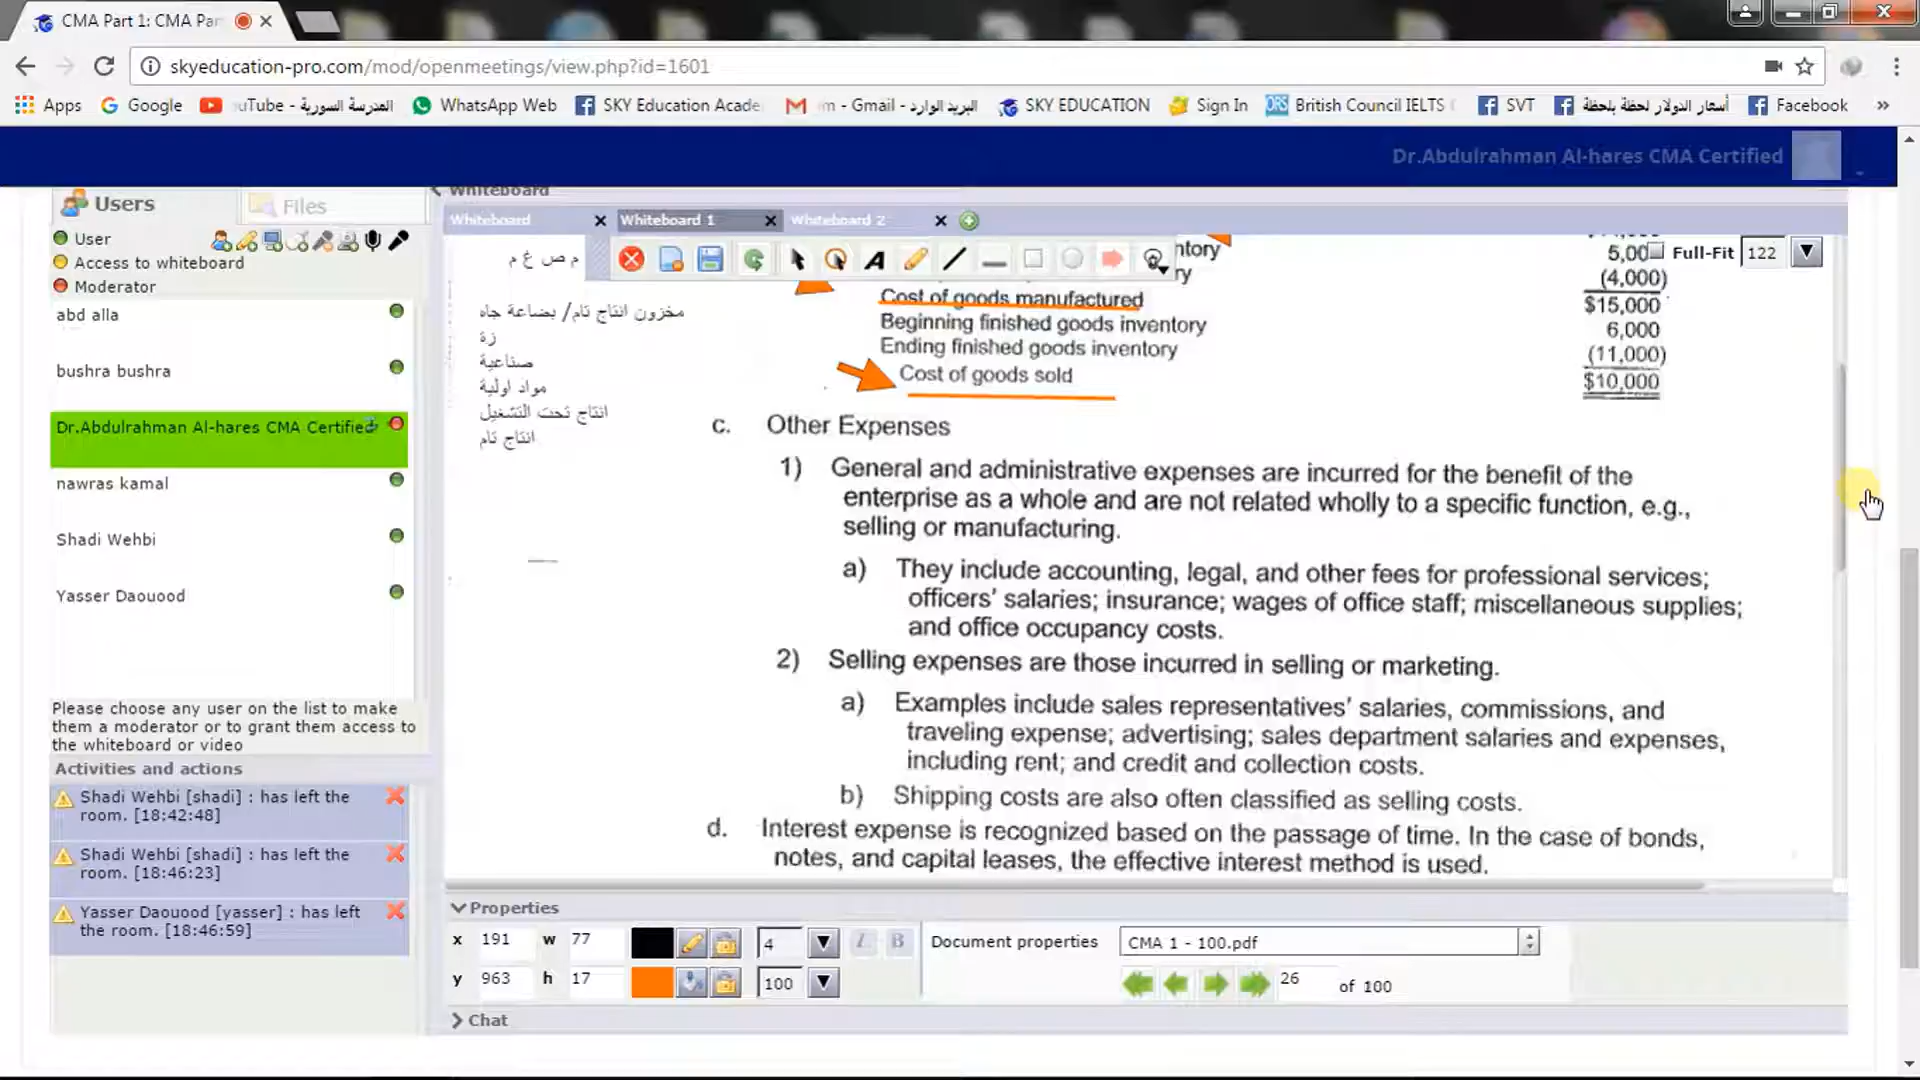 CMA Part 1: CMA Par
skyeducation-pro.com/mod/openmeetings/view.php?id=1601
Apps
Google
uTube - المدرسة السورية
WhatsApp Web
SKY Education Acade
m - Gmail - البريد الوارد
SKY EDUCATION
Sign In
British Council IELTS
SVT
أسعار الدولار لحظة بلحظة
Facebook
Dr.Abdulrahman Al-hares CMA Certified
Users
Files
User
Access to whiteboard
Moderator
abd alla
bushra bushra
Dr.Abdulrahman Al-hares CMA Certified
nawras kamal
Shadi Wehbi
Yasser Daouood
Please choose any user on the list to make
them a moderator or to grant them access to
the whiteboard or video
Activities and actions
Shadi Wehbi [shadi] : has left the
room. [18:42:48]
Shadi Wehbi [shadi] : has left the
room. [18:46:23]
Yasser Daouood [yasser] : has left
the room. [18:46:59]
Whiteboard
Whiteboard
Whiteboard 1
Whiteboard 2
Full-Fit 122
م ص غ م
مخزون انتاج تام/ بضاعة جاه
زة
صناعية
مواد اولية
انتاج تحت التشغيل
انتاج تام
ntory 5,00
ry (4,000)
Cost of goods manufactured $15,000
Beginning finished goods inventory 6,000
Ending finished goods inventory (11,000)
Cost of goods sold $10,000
c. Other Expenses
1) General and administrative expenses are incurred for the benefit of the
enterprise as a whole and are not related wholly to a specific function, e.g.,
selling or manufacturing.
a) They include accounting, legal, and other fees for professional services;
officers' salaries; insurance; wages of office staff; miscellaneous supplies;
and office occupancy costs.
2) Selling expenses are those incurred in selling or marketing.
a) Examples include sales representatives' salaries, commissions, and
traveling expense; advertising; sales department salaries and expenses,
including rent; and credit and collection costs.
b) Shipping costs are also often classified as selling costs.
d. Interest expense is recognized based on the passage of time. In the case of bonds,
notes, and capital leases, the effective interest method is used.
Properties
x 191 w 77 4 B Document properties CMA 1 - 100.pdf
y 963 h 17 100 26 of 100
Chat